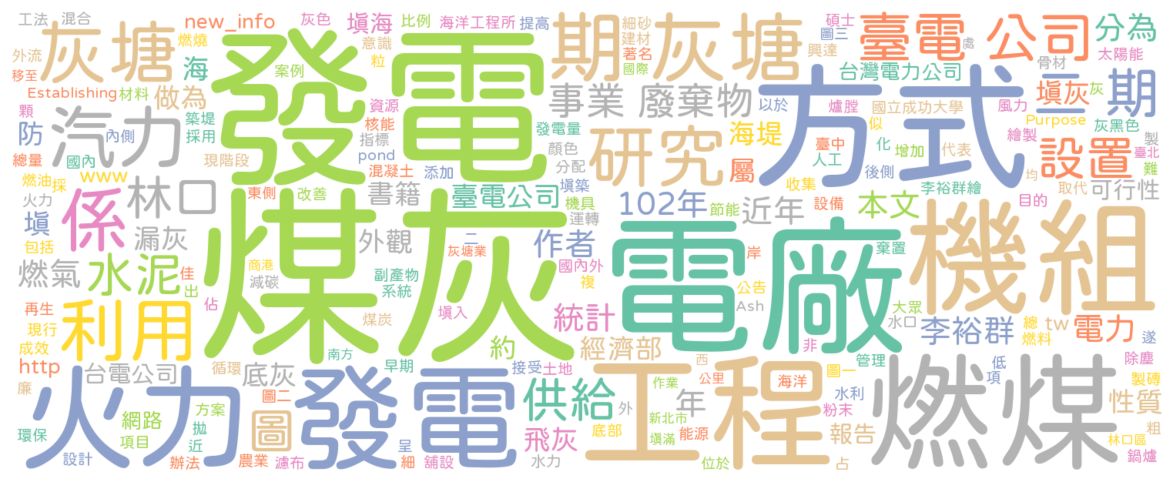 工法 混合 灰色 填海 比例 海洋工程所 提高 細砂 碩士 分為
外流 燃燒 new_info 意識 建材 圖三 處 太陽能
移至 灰塘 海 案例 粒 發電 期 灰塘 著名 興達 臺電 公司 骨材
Establishing 材料 做為 國際 台灣電力公司
顆 築堤 資源 事業 廢棄物 以於 爐膛 國立成功大學 風力 灰
防 汽力 內側 採用 核能 發電量 方式 二 期 填灰 Purpose
總量 國內 現階段 指標 顏色 研究 海堤 似 繪製 灰黑色 製
燃油 採 www pond 混凝土 添加 分配 人工 臺中 化 增加 代表 設置 臺北 難
火力 係 林口 東側 改善 書籍 臺電公司 填築 屬 收集 後側 李裕群繪 均 可行性
填 漏灰 機具 102年 節能 近年 設備 本文 取代 目的
包括 外觀 運轉 作者 機組
燃氣 水泥 佳 商港 煤灰 二 灰塘業 國內外 岸 電廠 棄置
再生 出 減碳 副產物 系統 複 公告 大眾
現行 利用 佔 煤炭 填入 統計 Ash 水口 李裕群 總 tw 電力
成效 南方 早期 約 經濟部 非 燃料 遂
http 台電公司 循環 底灰 接受 土地 西 圖一 管理 低 除塵
廉 火力 發電 圖二 供給 工程 作業 公里 海洋 水利 項 燃煤 製磚
網路 方案 圖 外 年 粉末 性質
環保 項目 拋 呈 飛灰 底部 新北市 能源 報告 林口區 粗
設計 近 辦法 農業 濾布 細 舖設 水力 填滿 位於 占 鍋爐